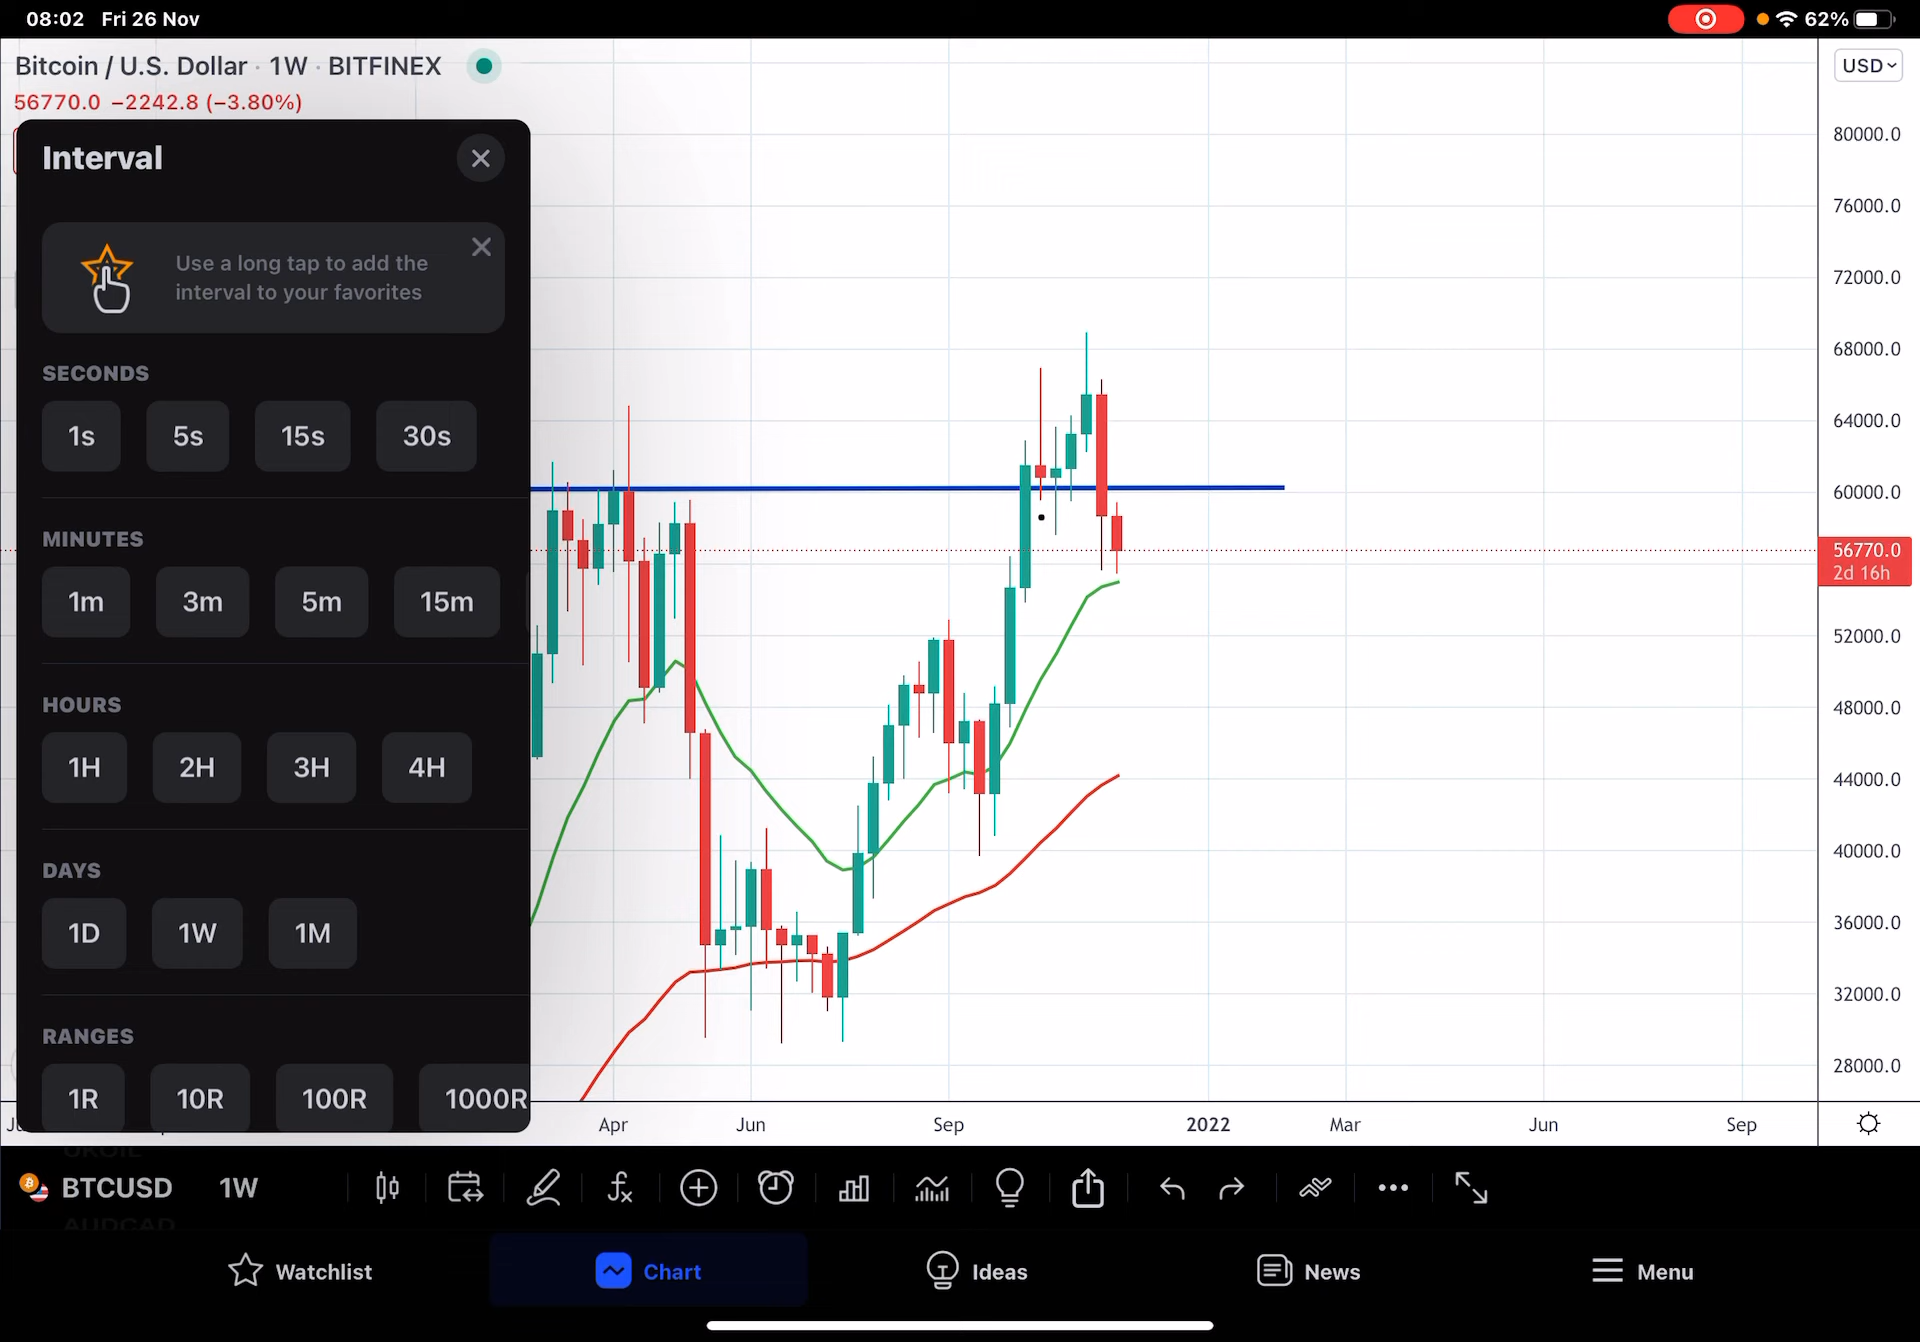 08:02 Fri 26 Nov
62%
Bitcoin / U.S. Dollar · 1W · BITFINEX
USD
56770.0 −2242.8 (−3.80%)
Interval
Use a long tap to add the
interval to your favorites
SECONDS
1s 5s 15s 30s
MINUTES
1m 3m 5m 15m
HOURS
1H 2H 3H 4H
DAYS
1D 1W 1M
RANGES
1R 10R 100R 1000R
80000.0
76000.0
72000.0
68000.0
64000.0
60000.0
56770.0
2d 16h
52000.0
48000.0
44000.0
40000.0
36000.0
32000.0
28000.0
Apr Jun Sep 2022 Mar Jun Sep
UKOIL
BTCUSD 1W
AUDCAD
Watchlist Chart Ideas News Menu